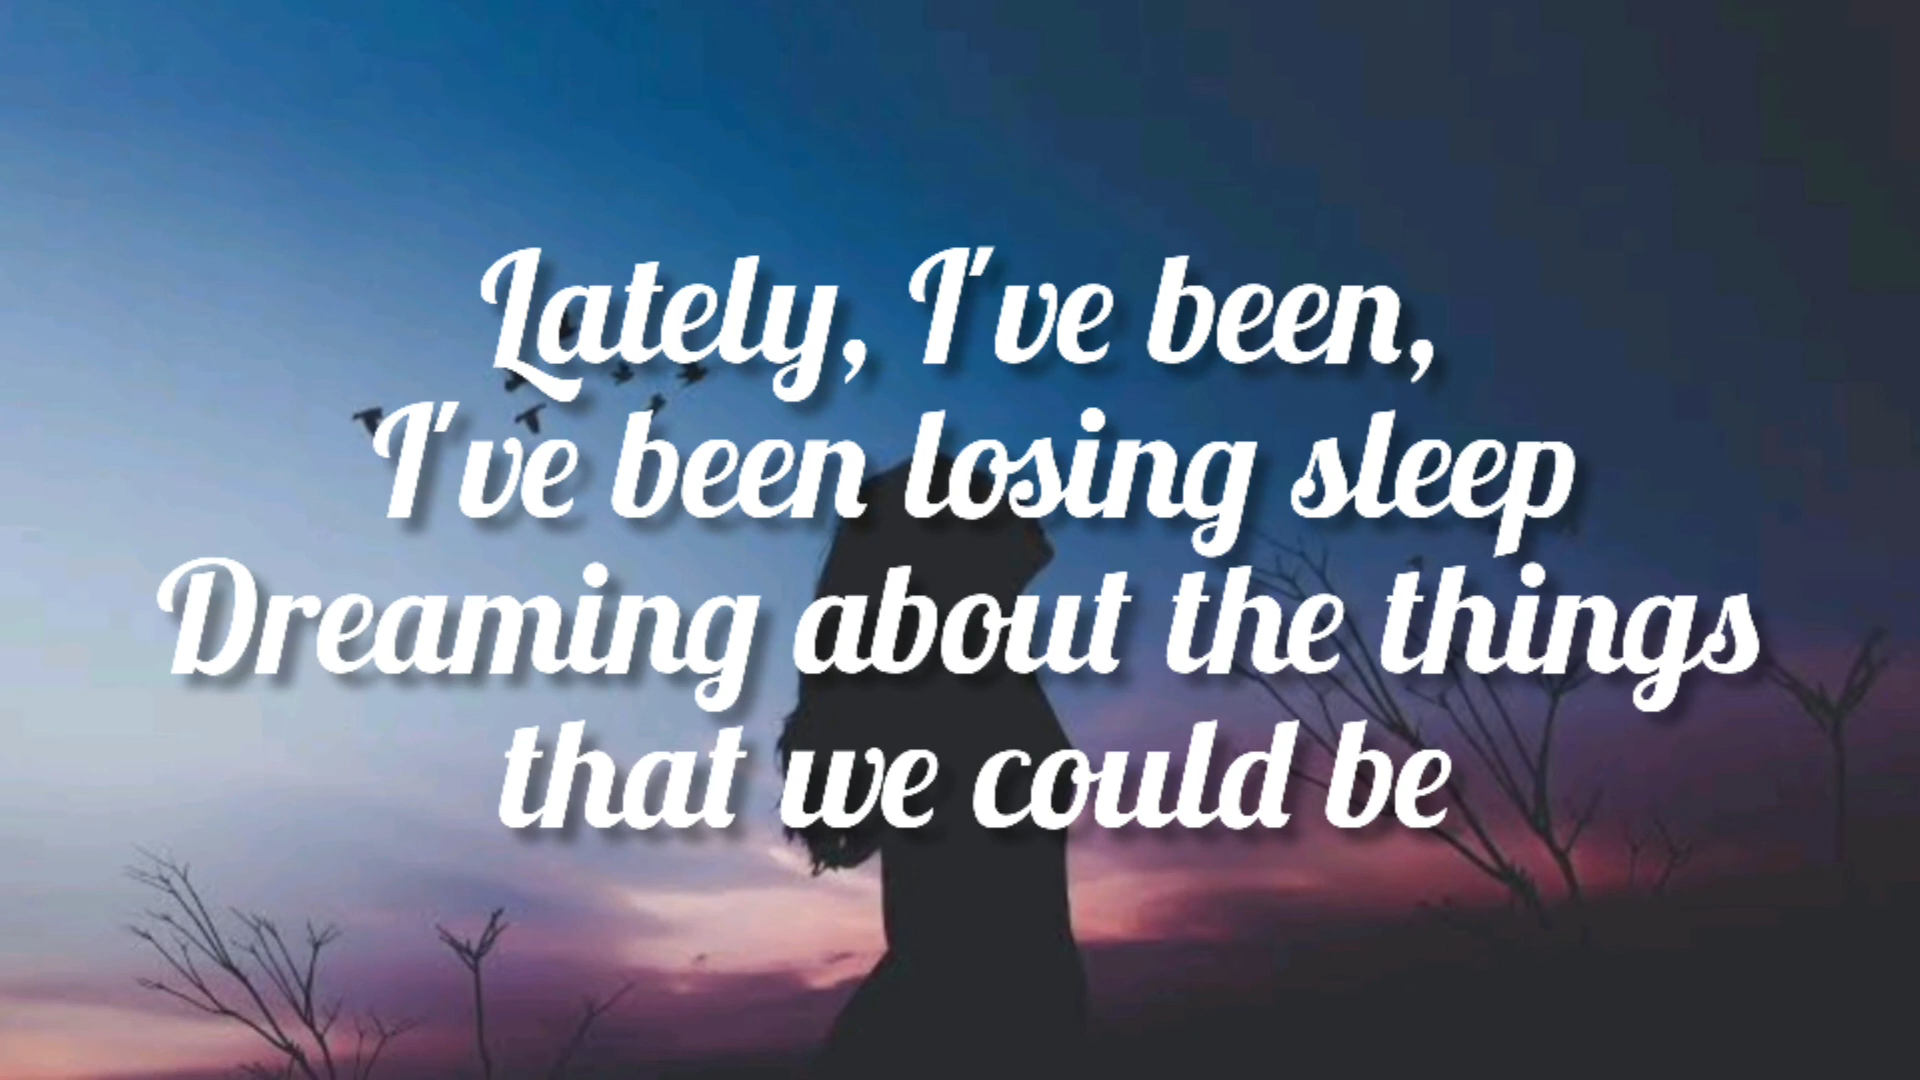 Lately, I've been,
I've been losing sleep
Dreaming about the things
that we could be